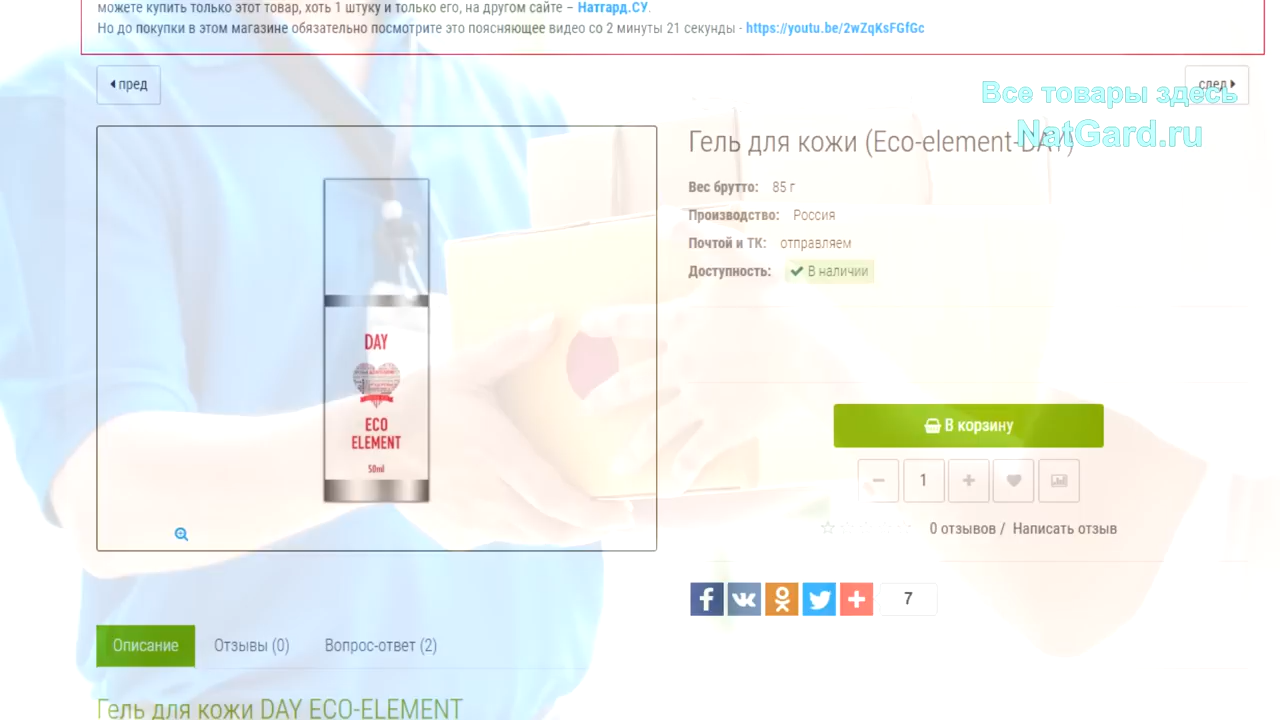 можете купить только этот товар, хоть 1 штуку и только его, на другом сайте – Натгард.СУ.
Но до покупки в этом магазине обязательно посмотрите это поясняющее видео со 2 минуты 21 секунды - https://youtu.be/2wZqKsFGfGc
пред
след
Все товары здесь
NatGard.ru
Гель для кожи (Eco-element-DAY)
Вес брутто: 85 г
Производство: Россия
Почтой и ТК: отправляем
Доступность: В наличии
DAY
ECO
ELEMENT
50ml
В корзину
1
0 отзывов / Написать отзыв
7
Описание Отзывы (0) Вопрос-ответ (2)
Гель для кожи DAY ECO-ELEMENT